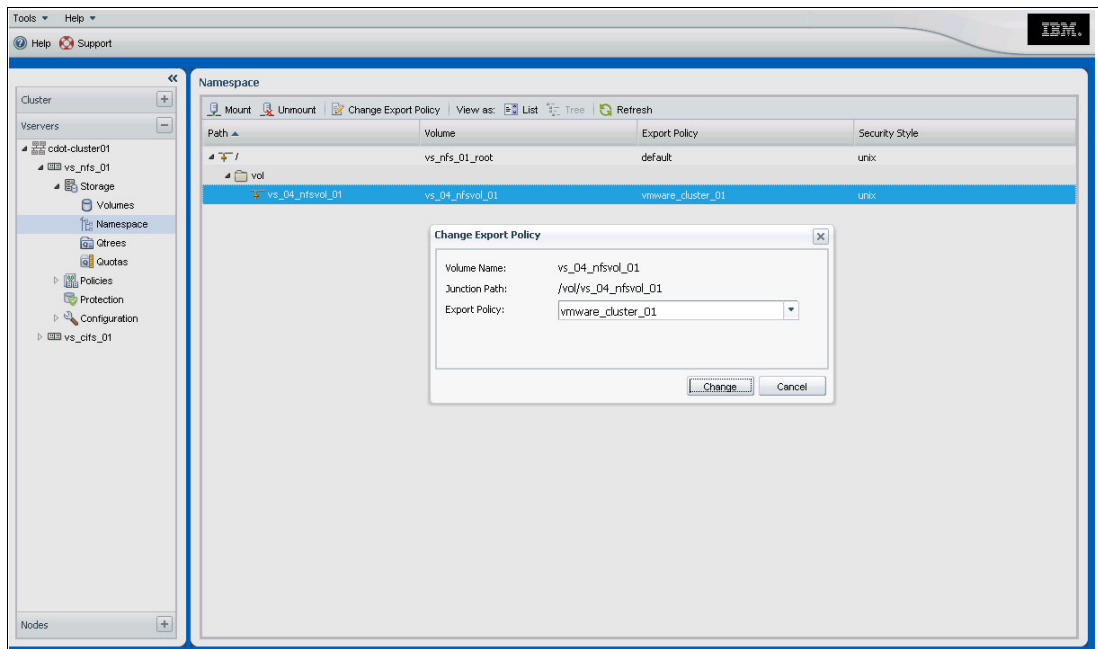 Tools Help
IBM.
Help Support
Cluster
Vservers
cdot-cluster01
vs_nfs_01
Storage
Volumes
Namespace
Qtrees
Quotas
Policies
Protection
Configuration
vs_cifs_01
Nodes
Namespace
Mount Unmount Change Export Policy View as: List Tree Refresh
Path Volume Export Policy Security Style
/ vs_nfs_01_root default unix
vol
vs_04_nfsvol_01 vs_04_nfsvol_01 vmware_cluster_01 unix
Change Export Policy
Volume Name: vs_04_nfsvol_01
Junction Path: /vol/vs_04_nfsvol_01
Export Policy: vmware_cluster_01
Change Cancel